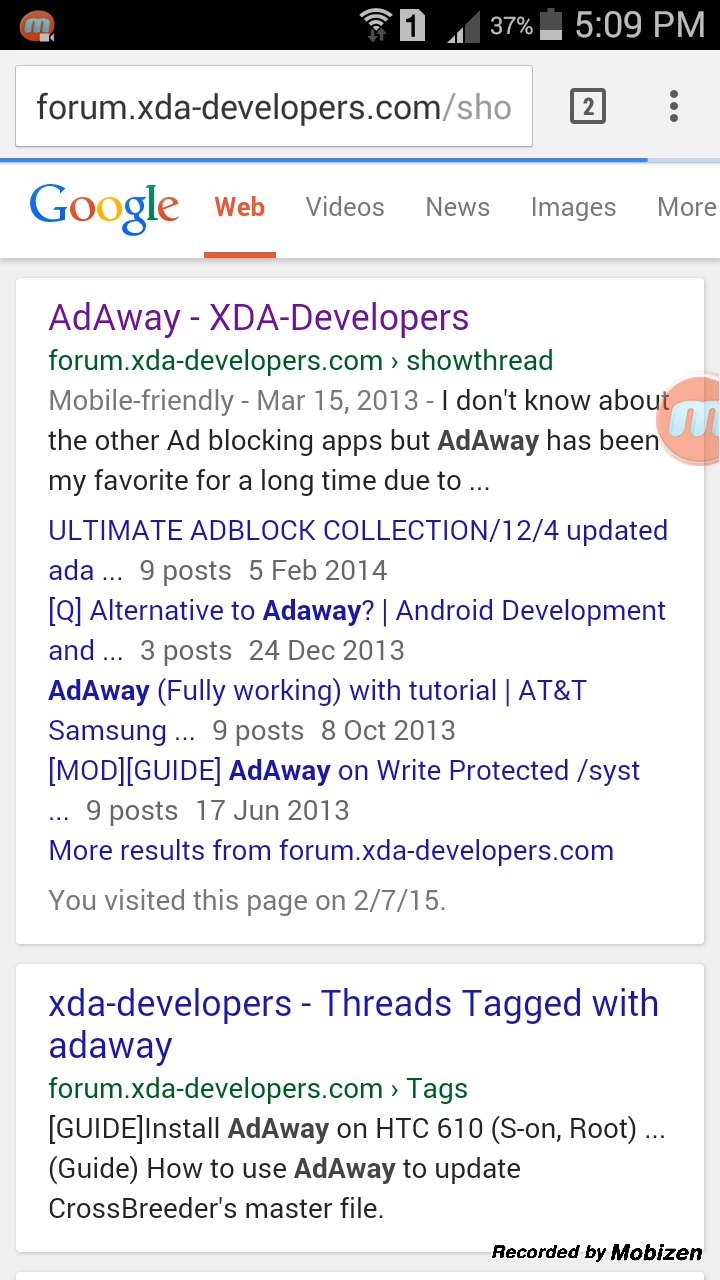 1 37% 5:09 PM
forum.xda-developers.com/sho 2
Google Web Videos News Images More
AdAway - XDA-Developers
forum.xda-developers.com › showthread
Mobile-friendly - Mar 15, 2013 - I don't know about
the other Ad blocking apps but AdAway has been
my favorite for a long time due to ...
ULTIMATE ADBLOCK COLLECTION/12/4 updated
ada ... 9 posts 5 Feb 2014
[Q] Alternative to Adaway? | Android Development
and ... 3 posts 24 Dec 2013
AdAway (Fully working) with tutorial | AT&T
Samsung ... 9 posts 8 Oct 2013
[MOD][GUIDE] AdAway on Write Protected /syst
... 9 posts 17 Jun 2013
More results from forum.xda-developers.com
You visited this page on 2/7/15.
xda-developers - Threads Tagged with
adaway
forum.xda-developers.com › Tags
[GUIDE]Install AdAway on HTC 610 (S-on, Root) ...
(Guide) How to use AdAway to update
CrossBreeder's master file.
Recorded by Mobizen